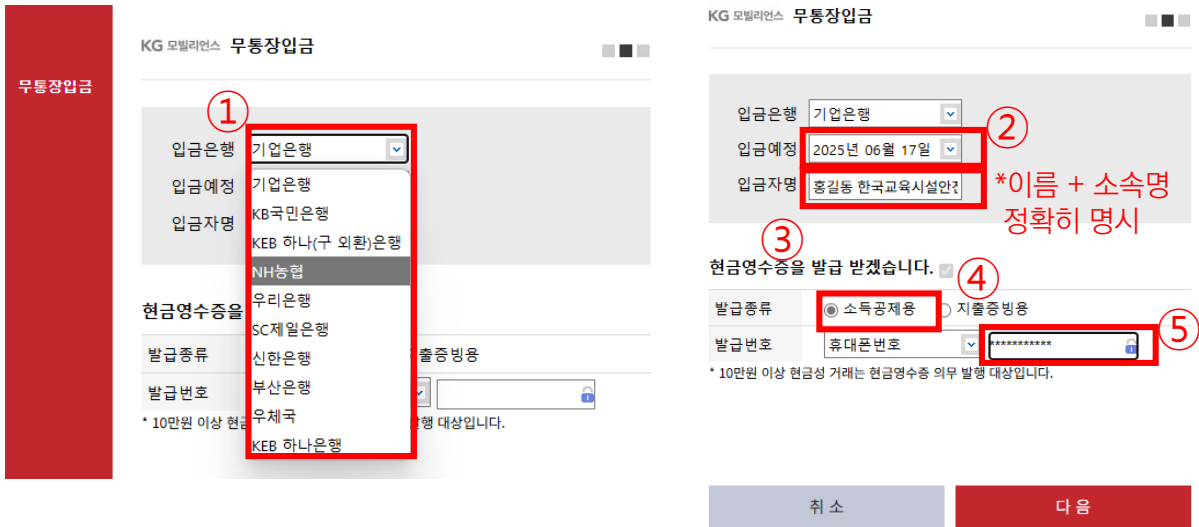 무통장입금
KG 모빌리언스 무통장입금
①
입금은행 기업은행
입금예정
입금자명
기업은행
KB국민은행
KEB 하나(구 외환)은행
NH농협
우리은행
SC제일은행
신한은행
부산은행
우체국
KEB 하나은행
현금영수증을
발급종류 출증빙용
발급번호
* 10만원 이상 현금 발행 대상입니다.
KG 모빌리언스 무통장입금
입금은행 기업은행
②
입금예정 2025년 06월 17일
입금자명 홍길동 한국교육시설안전
*이름 + 소속명
정확히 명시
③
현금영수증을 발급 받겠습니다.
④
발급종류 소득공제용 지출증빙용
⑤
발급번호 휴대폰번호 ***********
* 10만원 이상 현금성 거래는 현금영수증 의무 발행 대상입니다.
취 소 다 음